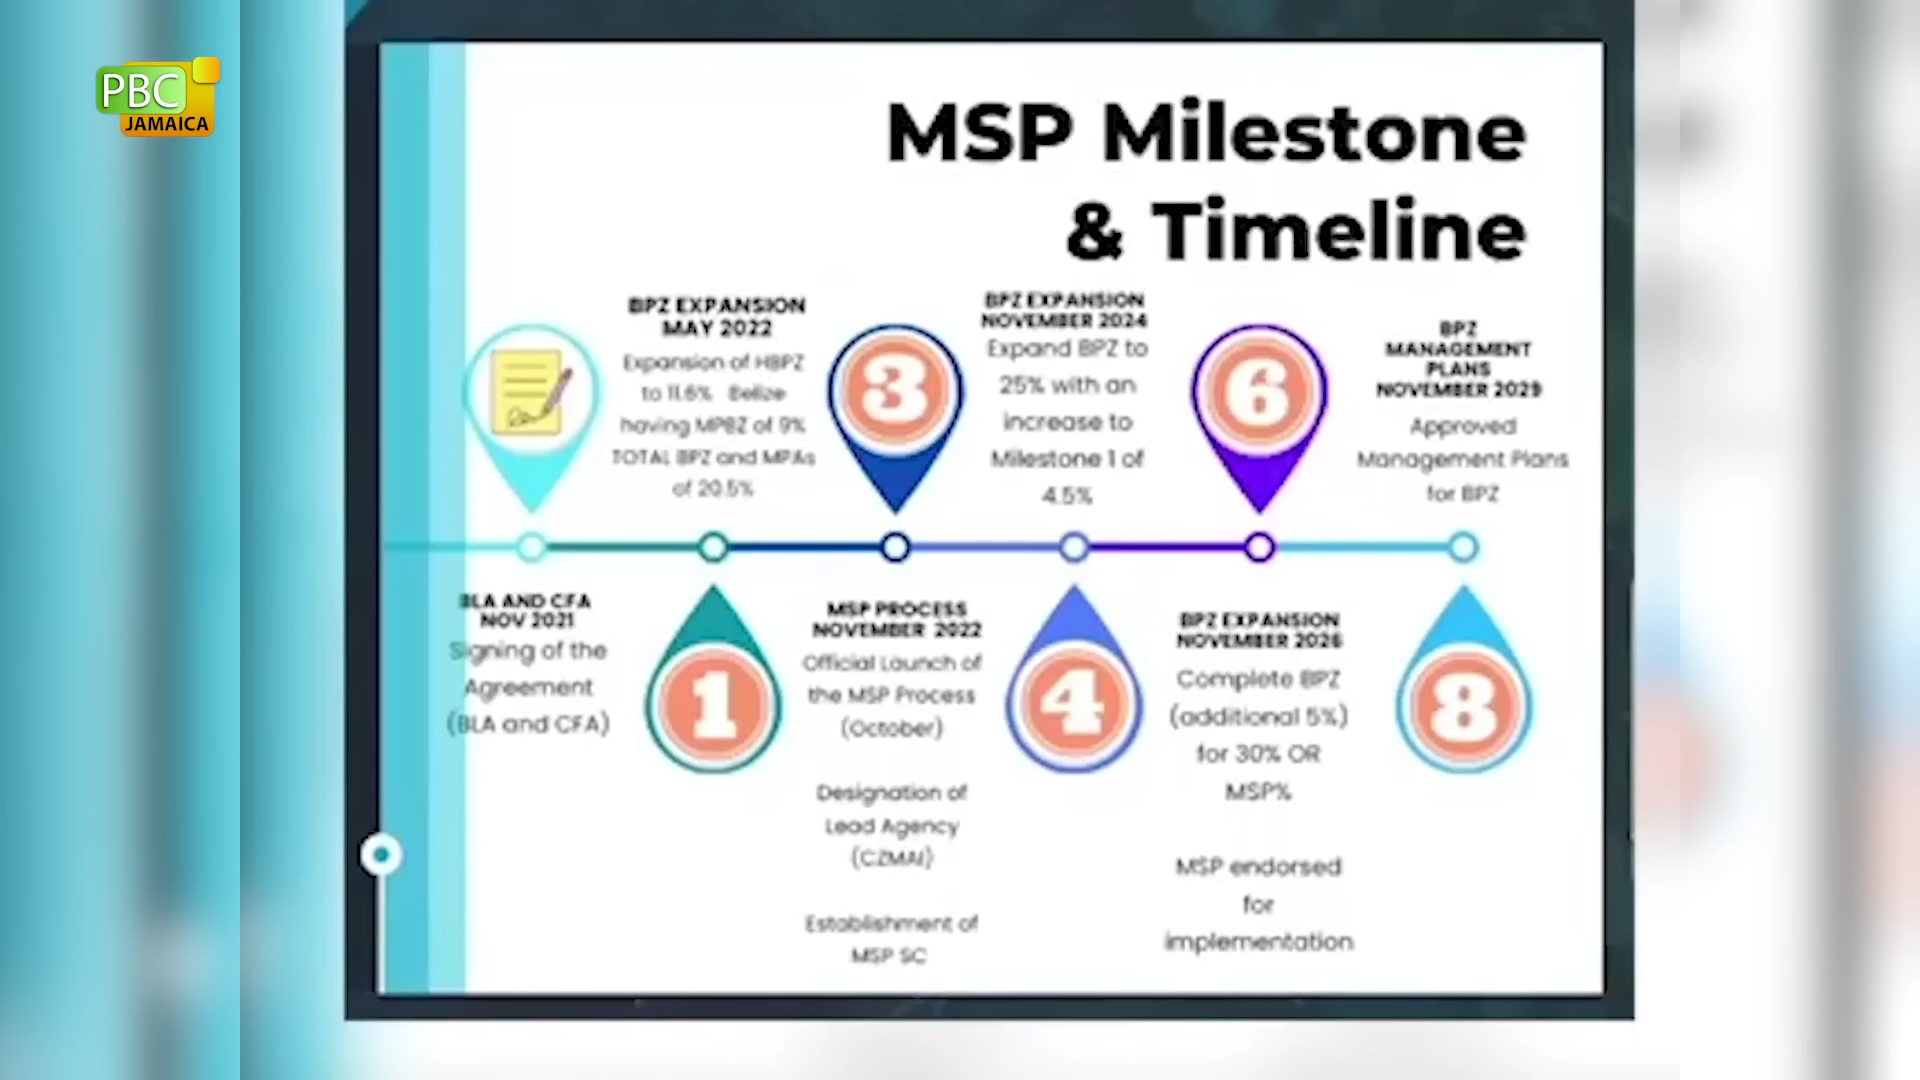 PBC
JAMAICA
MSP Milestone
& Timeline
BPZ EXPANSION
MAY 2022
Expansion of HBPZ
to 11.6% Belize
having MPBZ of 9%
TOTAL BPZ and MPAs
of 20.5%
3
BPZ EXPANSION
NOVEMBER 2024
Expand BPZ to
25% with an
increase to
Milestone 1 of
4.5%
6
BPZ
MANAGEMENT
PLANS
NOVEMBER 2029
Approved
Management Plans
for BPZ
BLA AND CFA
NOV 2021
Signing of the
Agreement
(BLA and CFA)
1
MSP PROCESS
NOVEMBER 2022
Official Launch of
the MSP Process
(October)
Designation of
Lead Agency
(CZMAI)
Establishment of
MSP SC
4
BPZ EXPANSION
NOVEMBER 2026
Complete BPZ
(additional 5%)
for 30% OR
MSP%
MSP endorsed
for
implementation
8